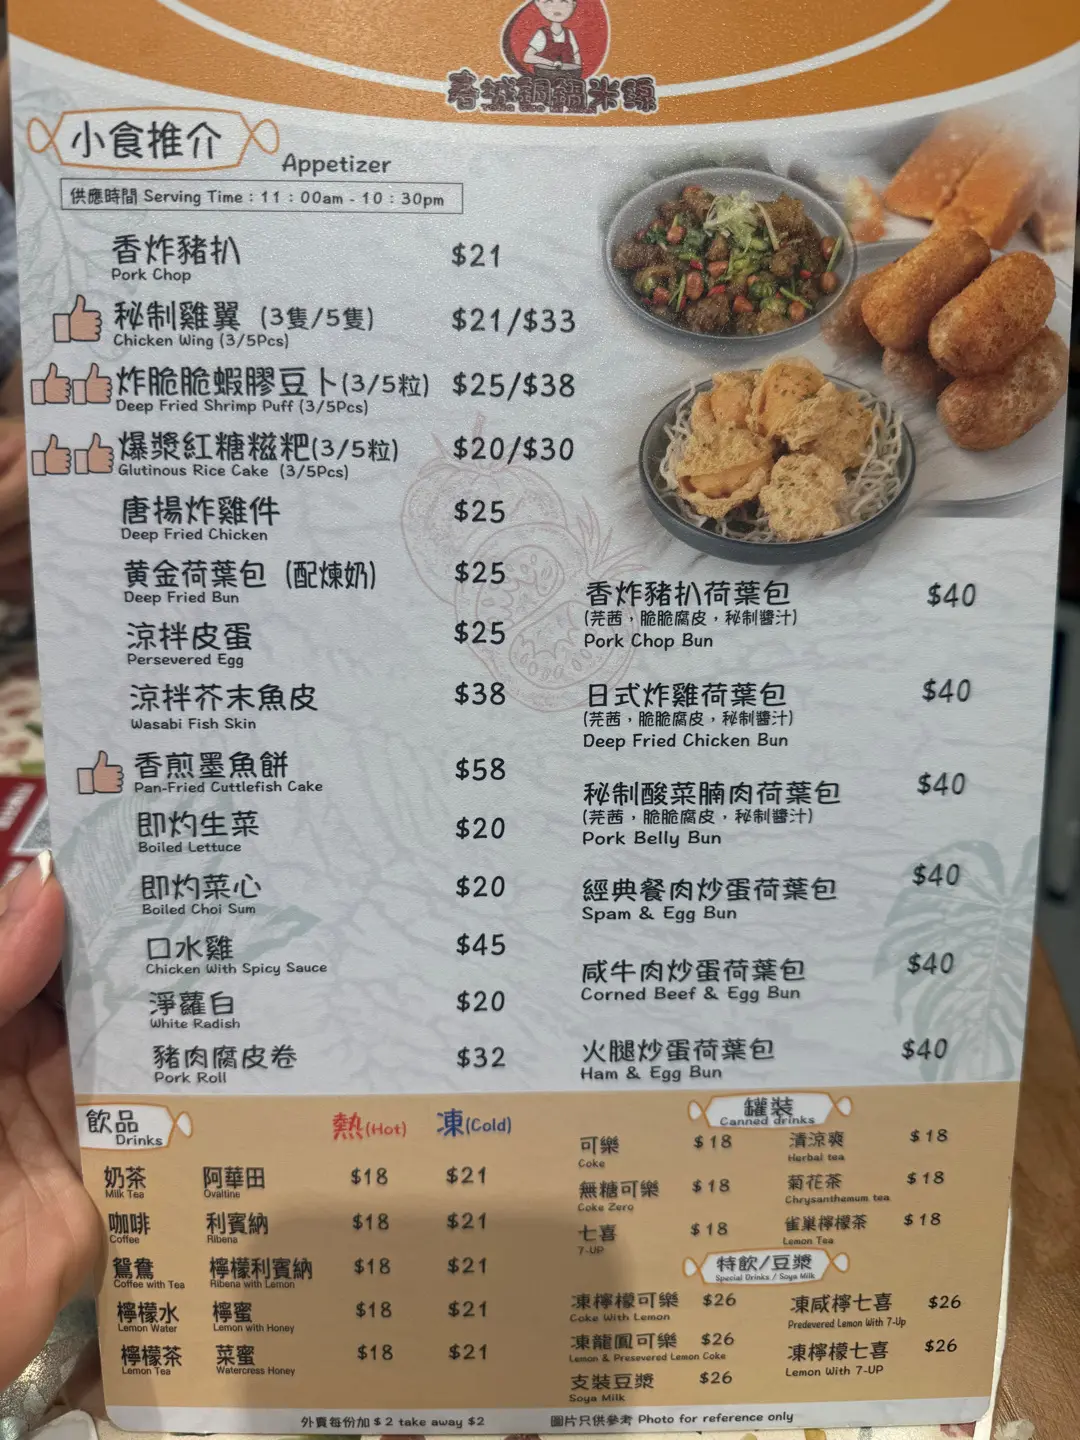 春城銅鍋米線
小食推介
Appetizer
供應時間 Serving Time : 11 : 00am - 10 : 30pm
香炸豬扒 $21
Pork Chop
秘制雞翼 (3隻/5隻) $21/$33
Chicken Wing (3/5Pcs)
炸脆脆蝦膠豆卜(3/5粒) $25/$38
Deep Fried Shrimp Puff (3/5Pcs)
爆漿紅糖糍粑(3/5粒) $20/$30
Glutinous Rice Cake (3/5Pcs)
唐揚炸雞件 $25
Deep Fried Chicken
黄金荷葉包 (配煉奶) $25
Deep Fried Bun
涼拌皮蛋 $25
Persevered Egg
涼拌芥末魚皮 $38
Wasabi Fish Skin
香煎墨魚餅 $58
Pan-Fried Cuttlefish Cake
即灼生菜 $20
Boiled Lettuce
即灼菜心 $20
Boiled Choi Sum
口水雞 $45
Chicken With Spicy Sauce
淨蘿白 $20
White Radish
豬肉腐皮卷 $32
Pork Roll
香炸豬扒荷葉包 $40
(芫茜，脆脆腐皮，秘制醬汁)
Pork Chop Bun
日式炸雞荷葉包 $40
(芫茜，脆脆腐皮，秘制醬汁)
Deep Fried Chicken Bun
秘制酸菜腩肉荷葉包 $40
(芫茜，脆脆腐皮，秘制醬汁)
Pork Belly Bun
經典餐肉炒蛋荷葉包 $40
Spam & Egg Bun
咸牛肉炒蛋荷葉包 $40
Corned Beef & Egg Bun
火腿炒蛋荷葉包 $40
Ham & Egg Bun
飲品
Drinks
熱(Hot) 凍(Cold)
奶茶 阿華田 $18 $21
Milk Tea Ovaltine
咖啡 利賓納 $18 $21
Coffee Ribena
鴛鴦 檸檬利賓納 $18 $21
Coffee with Tea Ribena with Lemon
檸檬水 檸蜜 $18 $21
Lemon Water Lemon with Honey
檸檬茶 菜蜜 $18 $21
Lemon Tea Watercress Honey
罐裝
Canned drinks
可樂 $18 清涼爽 $18
Coke Herbal tea
無糖可樂 $18 菊花茶 $18
Coke Zero Chrysanthemum tea
七喜 $18 雀巢檸檬茶 $18
7-UP Lemon Tea
特飲/豆漿
Special Drinks / Soya Milk
凍檸檬可樂 $26 凍咸檸七喜 $26
Coke With Lemon Predevered Lemon With 7-Up
凍龍鳳可樂 $26 凍檸檬七喜 $26
Lemon & Presevered Lemon Coke Lemon With 7-UP
支裝豆漿 $26
Soya Milk
外賣每份加 $ 2 take away $2 圖片只供參考 Photo for reference only